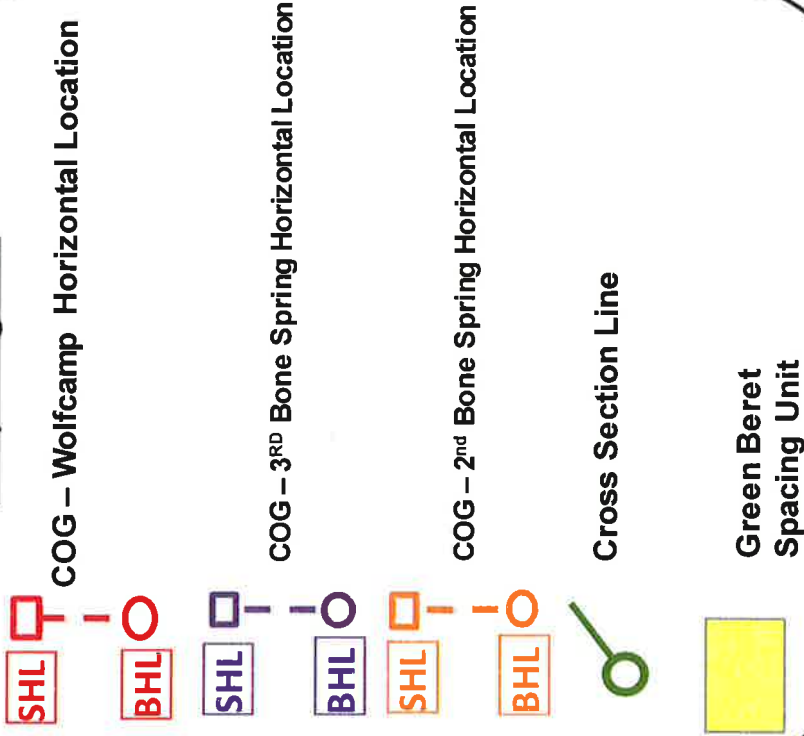 SHL
BHL
COG – Wolfcamp Horizontal Location
SHL
BHL
COG – 3RD Bone Spring Horizontal Location
SHL
BHL
COG – 2nd Bone Spring Horizontal Location
Cross Section Line
Green Beret
Spacing Unit